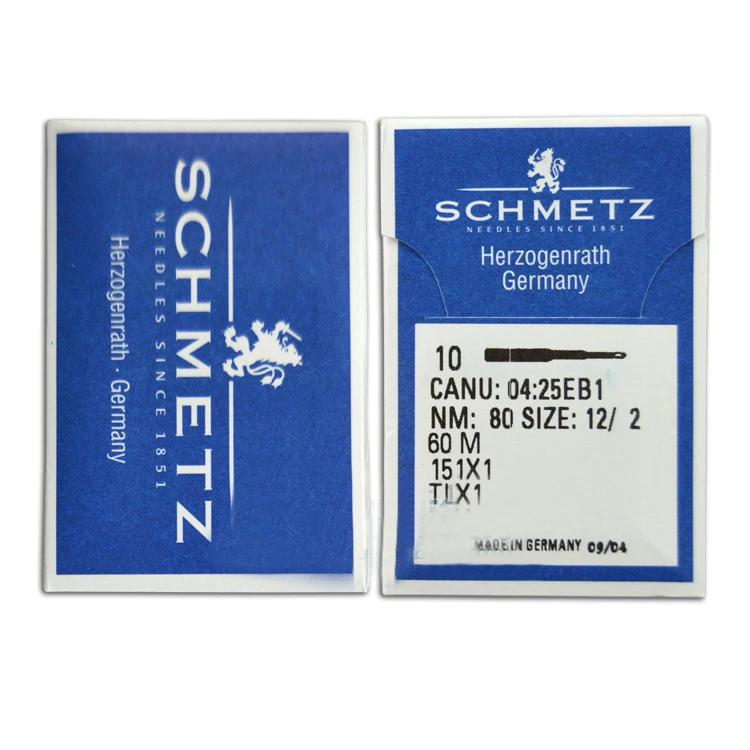 SCHMETZ
NEEDLES SINCE 1851
Herzogenrath · Germany
SCHMETZ
NEEDLES SINCE 1851
Herzogenrath
Germany
10
CANU: 04:25EB1
NM: 80 SIZE: 12/ 2
60 M
151X1
TLX1
MADE IN GERMANY 09/04